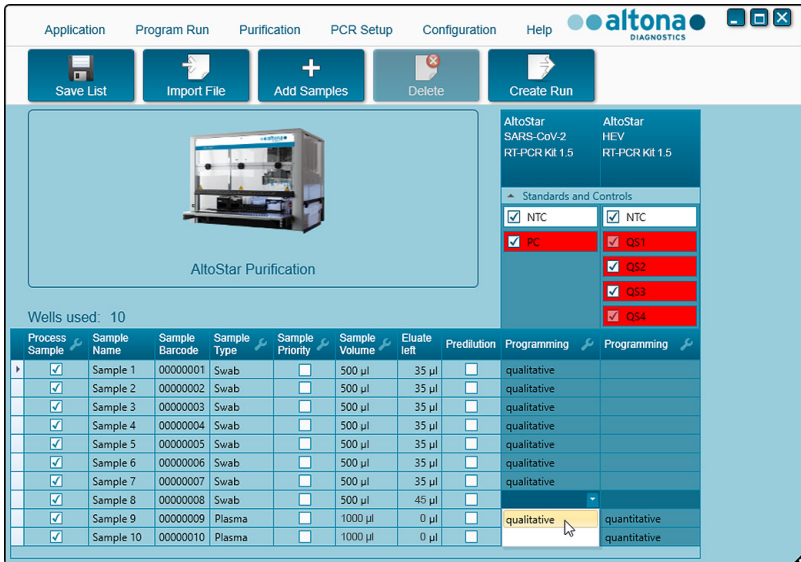 Application Program Run Purification PCR Setup Configuration Help altona
DIAGNOSTICS
Save List Import File Add Samples Delete Create Run
AltoStar AltoStar
SARS-CoV-2 HEV
RT-PCR Kit 1.5 RT-PCR Kit 1.5
Standards and Controls
NTC NTC
PC QS1
QS2
QS3
QS4
AltoStar Purification
Wells used: 10
Process Sample Sample Sample Sample Sample Eluate Predilution Programming Programming
Sample Name Barcode Type Priority Volume left
Sample 1 00000001 Swab 500 µl 35 µl qualitative
Sample 2 00000002 Swab 500 µl 35 µl qualitative
Sample 3 00000003 Swab 500 µl 35 µl qualitative
Sample 4 00000004 Swab 500 µl 35 µl qualitative
Sample 5 00000005 Swab 500 µl 35 µl qualitative
Sample 6 00000006 Swab 500 µl 35 µl qualitative
Sample 7 00000007 Swab 500 µl 35 µl qualitative
Sample 8 00000008 Swab 500 µl 45 µl
Sample 9 00000009 Plasma 1000 µl 0 µl qualitative quantitative
Sample 10 00000010 Plasma 1000 µl 0 µl quantitative